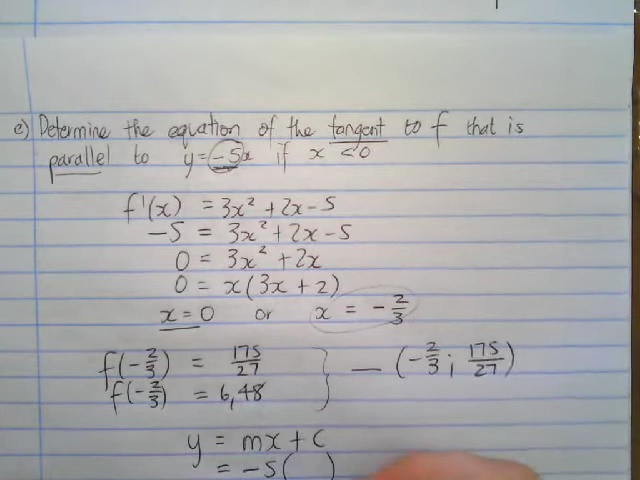 e) Determine the equation of the tangent to f that is
parallel to y = -5x if x < 0
f'(x) = 3x² + 2x - 5
-5 = 3x² + 2x - 5
0 = 3x² + 2x
0 = x(3x + 2)
x = 0 or x = -2/3
f(-2/3) = 175/27 } — (-2/3 ; 175/27)
f(-2/3) = 6,48
y = mx + c
= -5( )